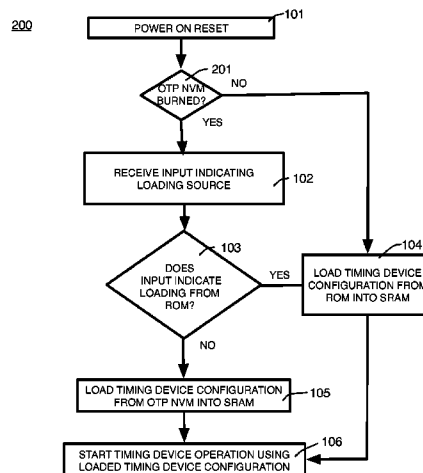 200
101
POWER ON RESET
201
OTP NVM
BURNED?
NO
YES
RECEIVE INPUT INDICATING
LOADING SOURCE
102
103
DOES
INPUT INDICATE
LOADING FROM
ROM?
YES
104
LOAD TIMING DEVICE
CONFIGURATION FROM
ROM INTO SRAM
NO
LOAD TIMING DEVICE CONFIGURATION
FROM OTP NVM INTO SRAM
105
106
START TIMING DEVICE OPERATION USING
LOADED TIMING DEVICE CONFIGURATION